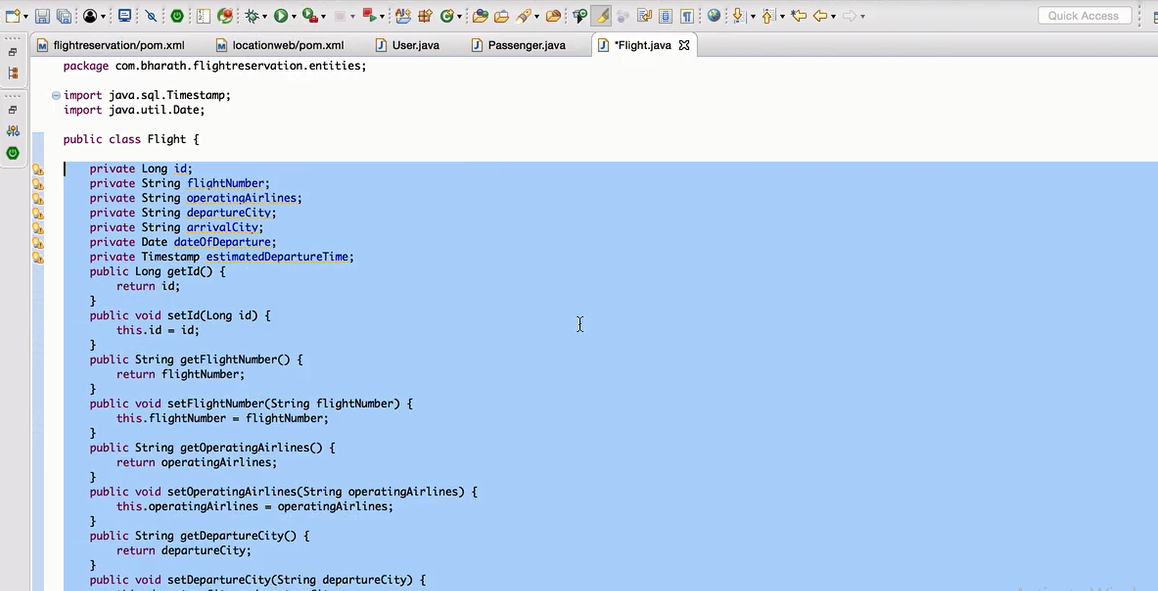 Quick Access
flightreservation/pom.xml
locationweb/pom.xml
User.java
Passenger.java
*Flight.java
package com.bharath.flightreservation.entities;
import java.sql.Timestamp;
import java.util.Date;
public class Flight {
private Long id;
private String flightNumber;
private String operatingAirlines;
private String departureCity;
private String arrivalCity;
private Date dateOfDeparture;
private Timestamp estimatedDepartureTime;
public Long getId() {
return id;
}
public void setId(Long id) {
this.id = id;
}
public String getFlightNumber() {
return flightNumber;
}
public void setFlightNumber(String flightNumber) {
this.flightNumber = flightNumber;
}
public String getOperatingAirlines() {
return operatingAirlines;
}
public void setOperatingAirlines(String operatingAirlines) {
this.operatingAirlines = operatingAirlines;
}
public String getDepartureCity() {
return departureCity;
}
public void setDepartureCity(String departureCity) {